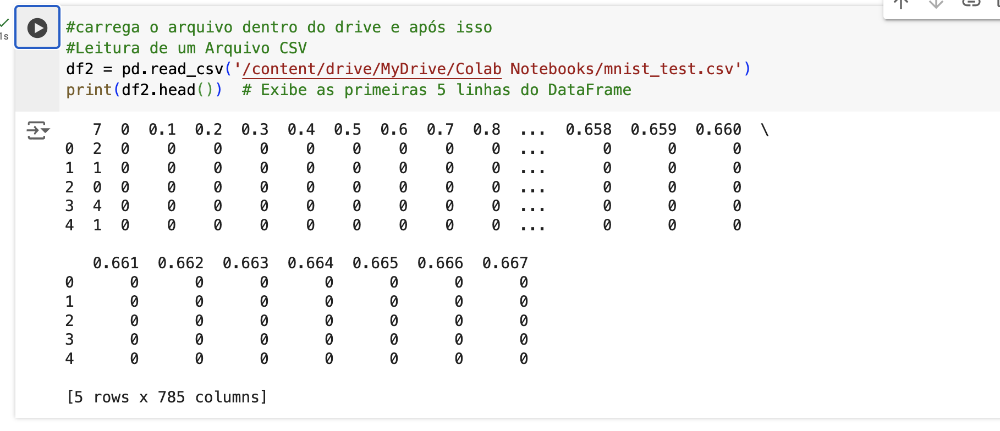 #carrega o arquivo dentro do drive e após isso
1s
#Leitura de um Arquivo CSV
df2 = pd.read_csv('/content/drive/MyDrive/Colab Notebooks/mnist_test.csv')
print(df2.head())  # Exibe as primeiras 5 linhas do DataFrame
   7  0  0.1  0.2  0.3  0.4  0.5  0.6  0.7  0.8  ...  0.658  0.659  0.660  \
0  2  0    0    0    0    0    0    0    0    0  ...      0      0      0
1  1  0    0    0    0    0    0    0    0    0  ...      0      0      0
2  0  0    0    0    0    0    0    0    0    0  ...      0      0      0
3  4  0    0    0    0    0    0    0    0    0  ...      0      0      0
4  1  0    0    0    0    0    0    0    0    0  ...      0      0      0
   0.661  0.662  0.663  0.664  0.665  0.666  0.667
0      0      0      0      0      0      0      0
1      0      0      0      0      0      0      0
2      0      0      0      0      0      0      0
3      0      0      0      0      0      0      0
4      0      0      0      0      0      0      0
[5 rows x 785 columns]